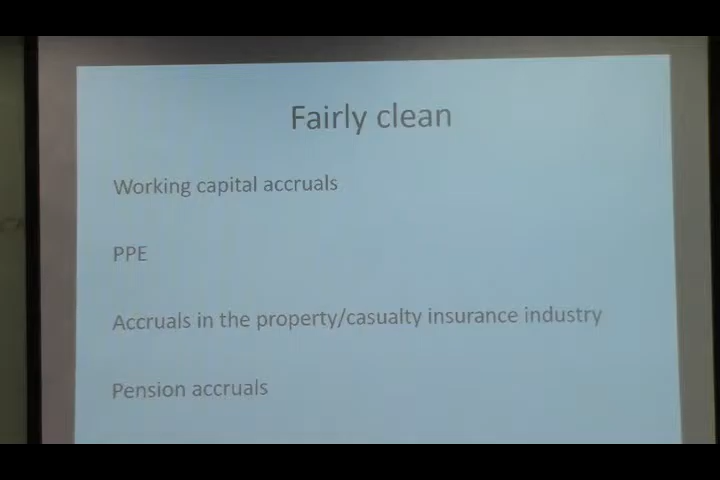 Fairly clean
Working capital accruals
PPE
Accruals in the property/casualty insurance industry
Pension accruals